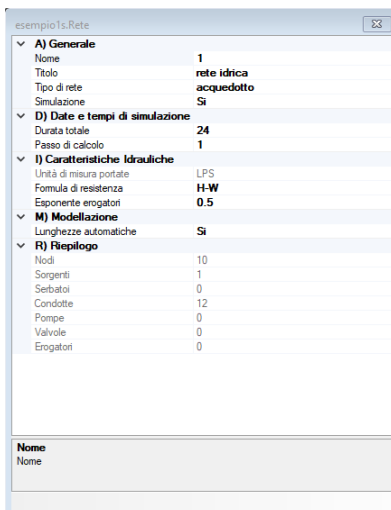 esempio1s.Rete
A) Generale
Nome 1
Titolo rete idrica
Tipo di rete acquedotto
Simulazione Si
D) Date e tempi di simulazione
Durata totale 24
Passo di calcolo 1
I) Caratteristiche Idrauliche
Unità di misura portate LPS
Formula di resistenza H-W
Esponente erogatori 0.5
M) Modellazione
Lunghezze automatiche Si
R) Riepilogo
Nodi 10
Sorgenti 1
Serbatoi 0
Condotte 12
Pompe 0
Valvole 0
Erogatori 0
Nome
Nome